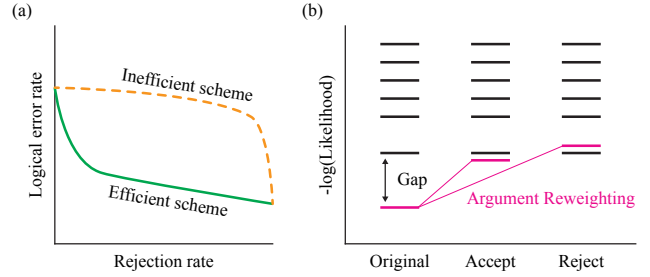 (a)
Logical error rate
Inefficient scheme
Efficient scheme
Rejection rate
(b)
-log(Likelihood)
Gap
Argument Reweighting
Original Accept Reject